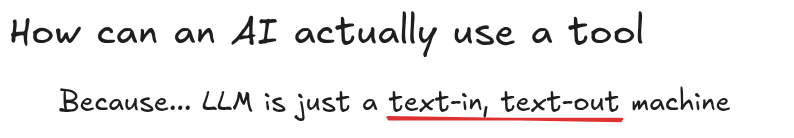 How can an AI actually use a tool
Because... LLM is just a text-in, text-out machine